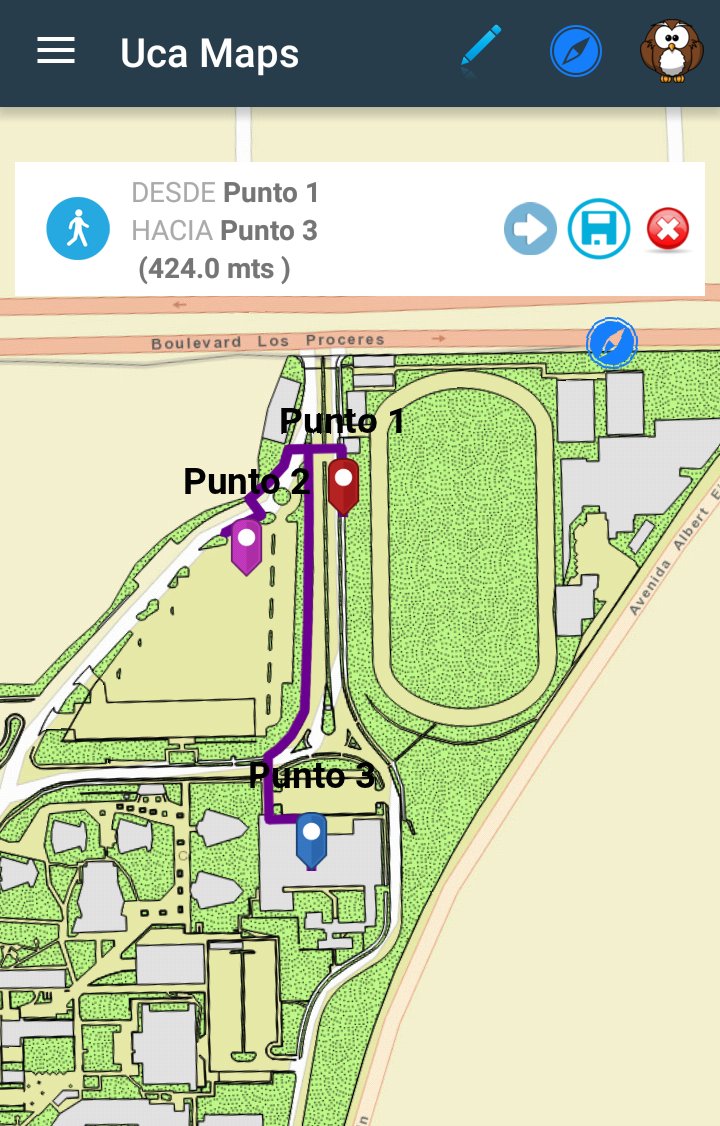 Uca Maps
DESDE Punto 1
HACIA Punto 3
(424.0 mts )
Boulevard Los Proceres
Punto 1
Punto 2
Avenida Albert
Punto 3